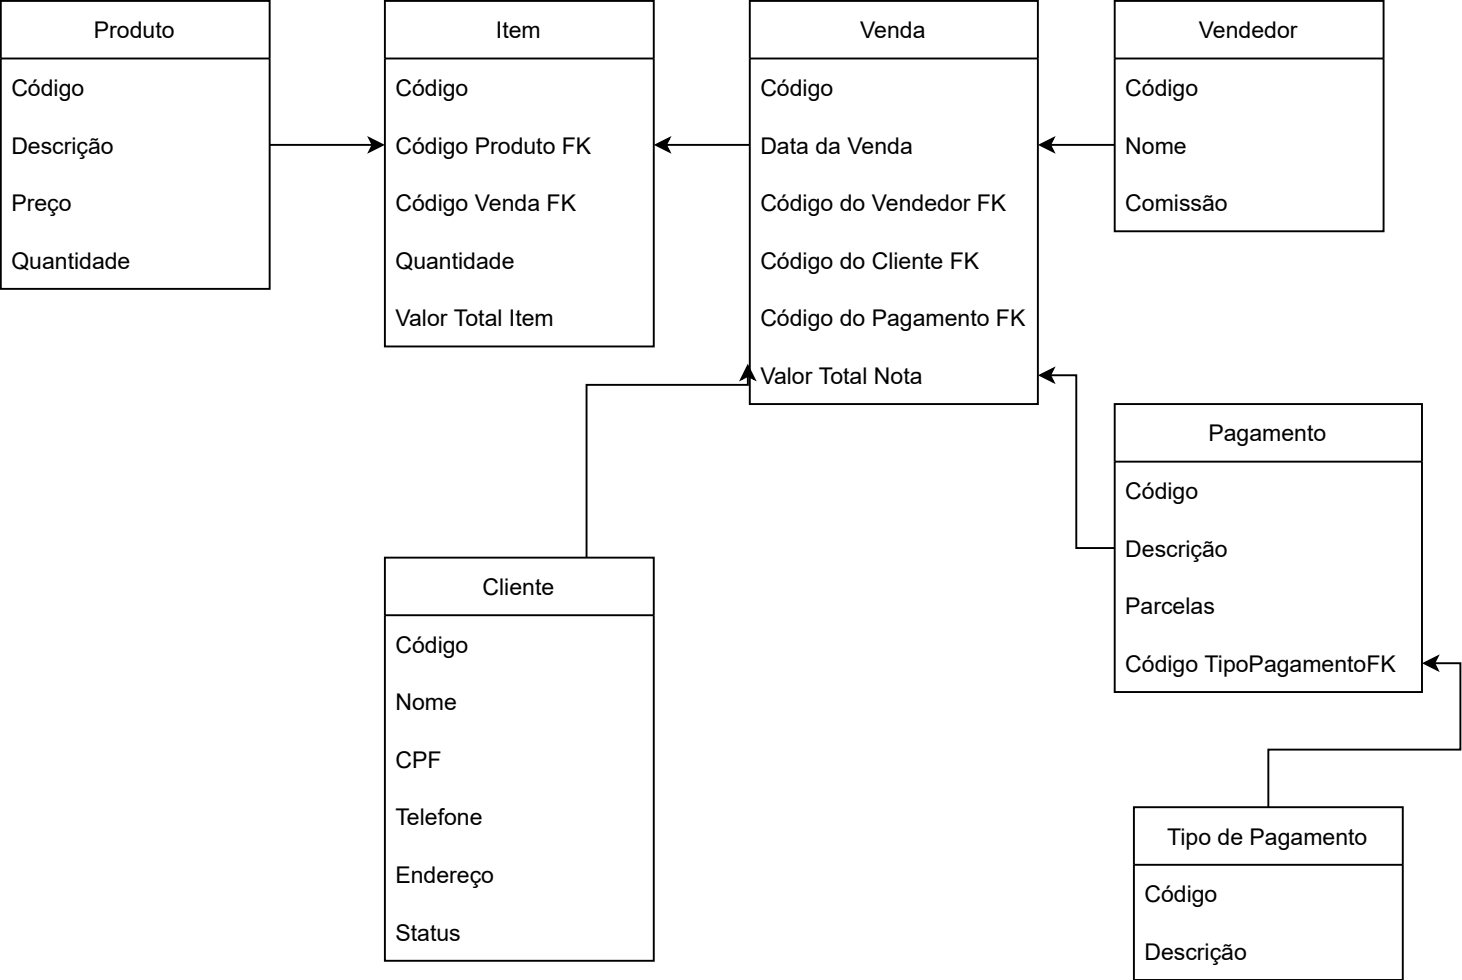 Produto
Código
Descrição
Preço
Quantidade
Item
Código
Código Produto FK
Código Venda FK
Quantidade
Valor Total Item
Venda
Código
Data da Venda
Código do Vendedor FK
Código do Cliente FK
Código do Pagamento FK
Valor Total Nota
Vendedor
Código
Nome
Comissão
Cliente
Código
Nome
CPF
Telefone
Endereço
Status
Pagamento
Código
Descrição
Parcelas
Código TipoPagamentoFK
Tipo de Pagamento
Código
Descrição